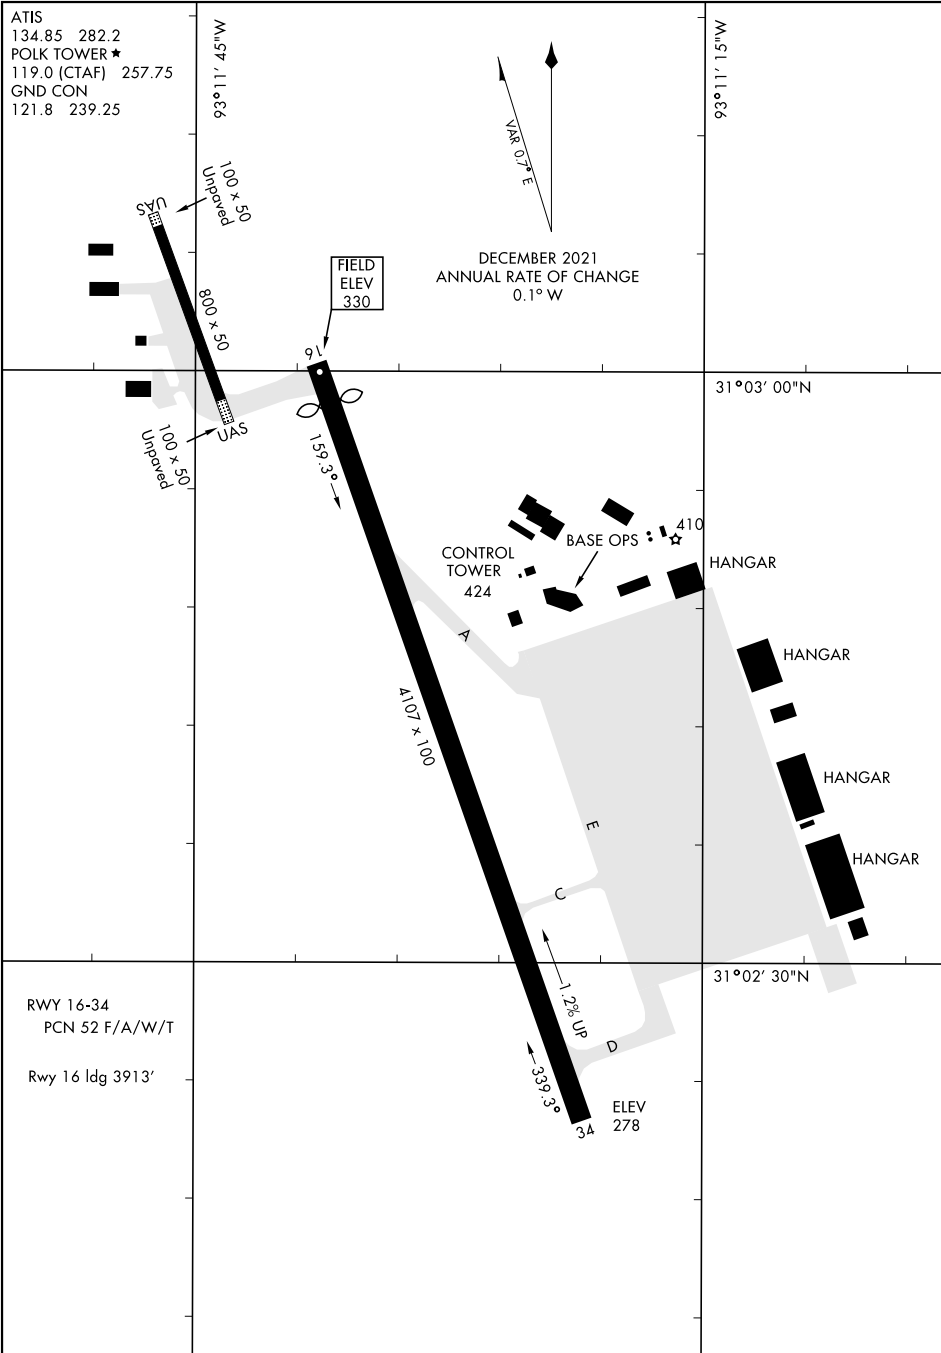 ATIS
134.85 282.2
POLK TOWER ★
119.0 (CTAF) 257.75
GND CON
121.8 239.25
93°11' 45"W
93°11' 15"W
VAR 0.7° E
DECEMBER 2021
ANNUAL RATE OF CHANGE
0.1° W
100 x 50
Unpaved
UAS
800 x 50
UAS
100 x 50
Unpaved
FIELD
ELEV
330
16
31°03' 00"N
159.3°
410
BASE OPS
CONTROL
TOWER
424
HANGAR
A
HANGAR
4107 x 100
HANGAR
E
HANGAR
C
31°02' 30"N
1.2% UP
D
339.3°
RWY 16-34
PCN 52 F/A/W/T
Rwy 16 ldg 3913'
ELEV
278
34